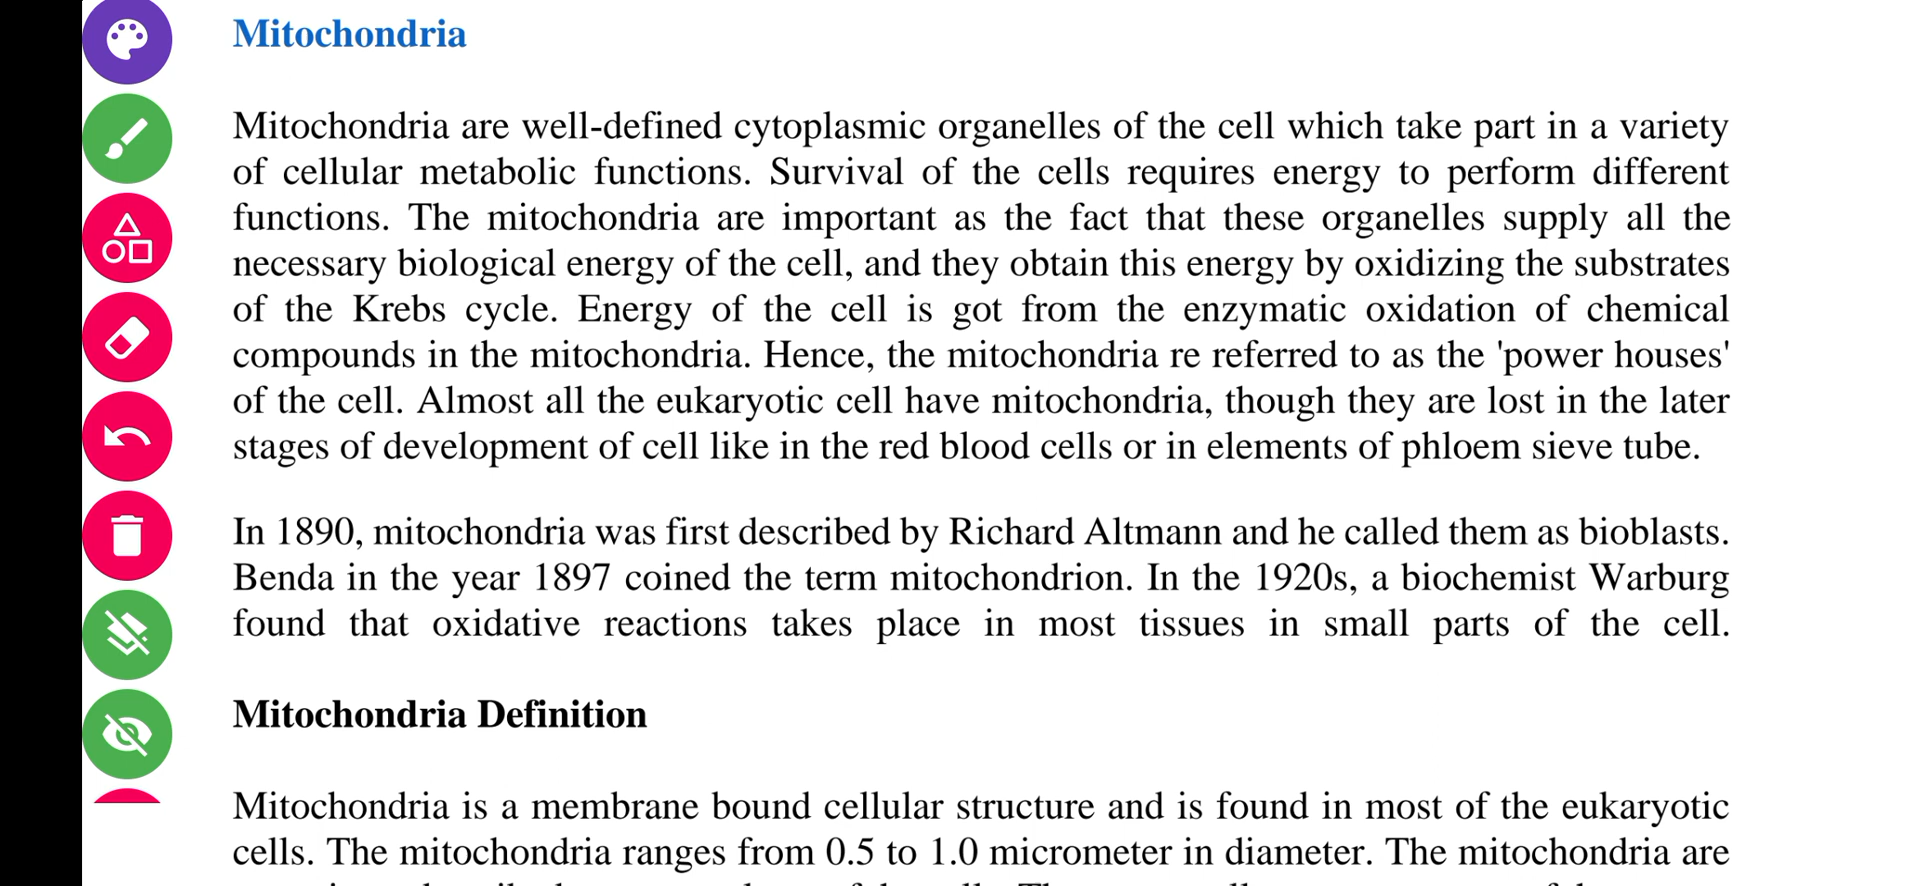 Mitochondria
Mitochondria are well-defined cytoplasmic organelles of the cell which take part in a variety
of cellular metabolic functions. Survival of the cells requires energy to perform different
functions. The mitochondria are important as the fact that these organelles supply all the
necessary biological energy of the cell, and they obtain this energy by oxidizing the substrates
of the Krebs cycle. Energy of the cell is got from the enzymatic oxidation of chemical
compounds in the mitochondria. Hence, the mitochondria re referred to as the 'power houses'
of the cell. Almost all the eukaryotic cell have mitochondria, though they are lost in the later
stages of development of cell like in the red blood cells or in elements of phloem sieve tube.
In 1890, mitochondria was first described by Richard Altmann and he called them as bioblasts.
Benda in the year 1897 coined the term mitochondrion. In the 1920s, a biochemist Warburg
found that oxidative reactions takes place in most tissues in small parts of the cell.
Mitochondria Definition
Mitochondria is a membrane bound cellular structure and is found in most of the eukaryotic
cells. The mitochondria ranges from 0.5 to 1.0 micrometer in diameter. The mitochondria are